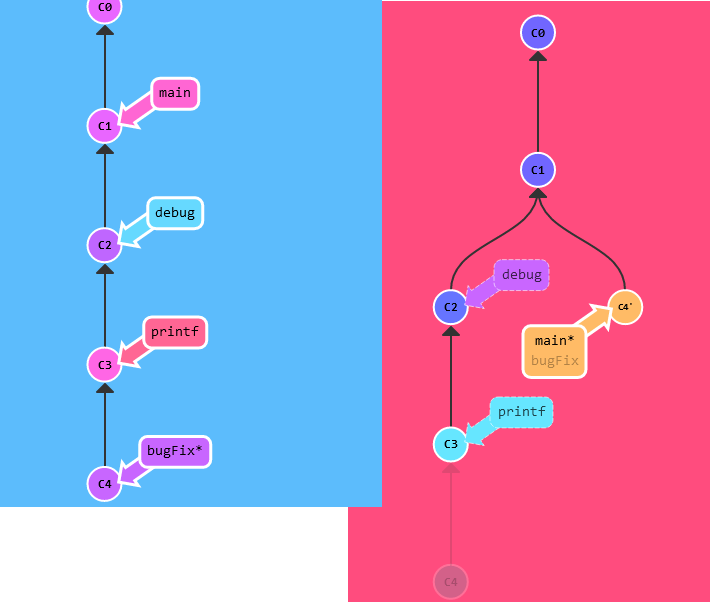 C0
main
C1
debug
C2
printf
C3
bugFix*
C4
C0
C1
debug
C2
C4'
main*
bugFix
printf
C3
C4